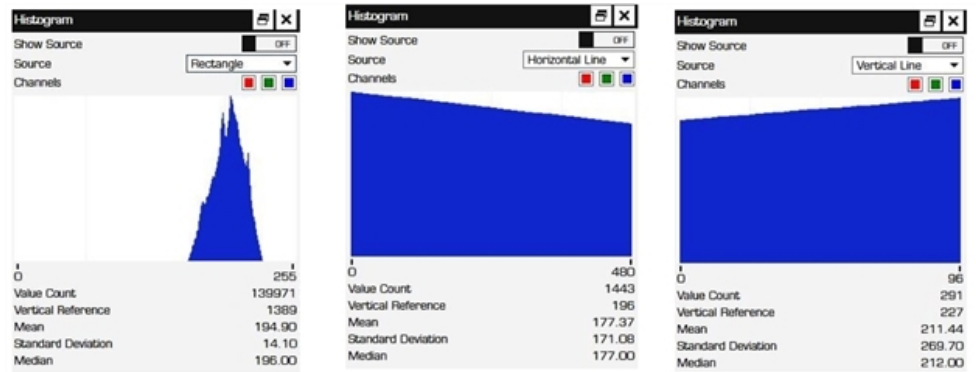 Histogram
Show Source OFF
Source Rectangle
Channels
0 255
Value Count 139971
Vertical Reference 1389
Mean 194.90
Standard Deviation 14.10
Median 196.00
Histogram
Show Source OFF
Source Horizontal Line
Channels
0 480
Value Count 1443
Vertical Reference 196
Mean 177.37
Standard Deviation 171.08
Median 177.00
Histogram
Show Source OFF
Source Vertical Line
Channels
0 96
Value Count 291
Vertical Reference 227
Mean 211.44
Standard Deviation 269.70
Median 212.00